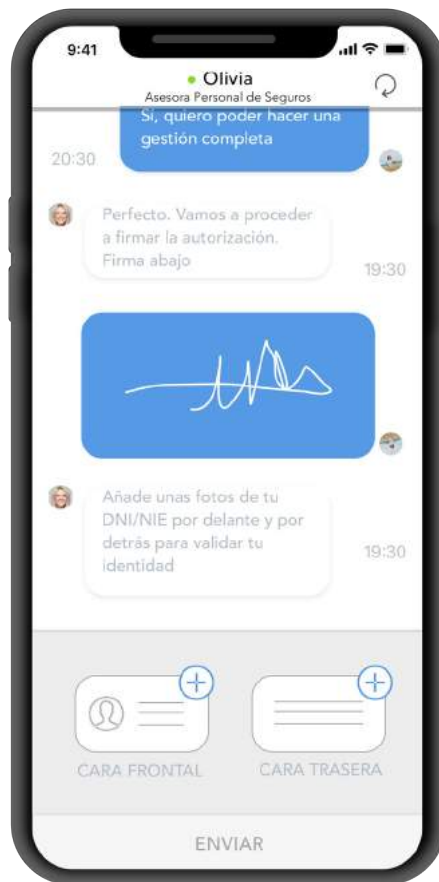 9:41
Olivia
Asesora Personal de Seguros
Sí, quiero poder hacer una
gestión completa
20:30
Perfecto. Vamos a proceder
a firmar la autorización.
Firma abajo
19:30
Añade unas fotos de tu
DNI/NIE por delante y por
detrás para validar tu
identidad
19:30
CARA FRONTAL
CARA TRASERA
ENVIAR